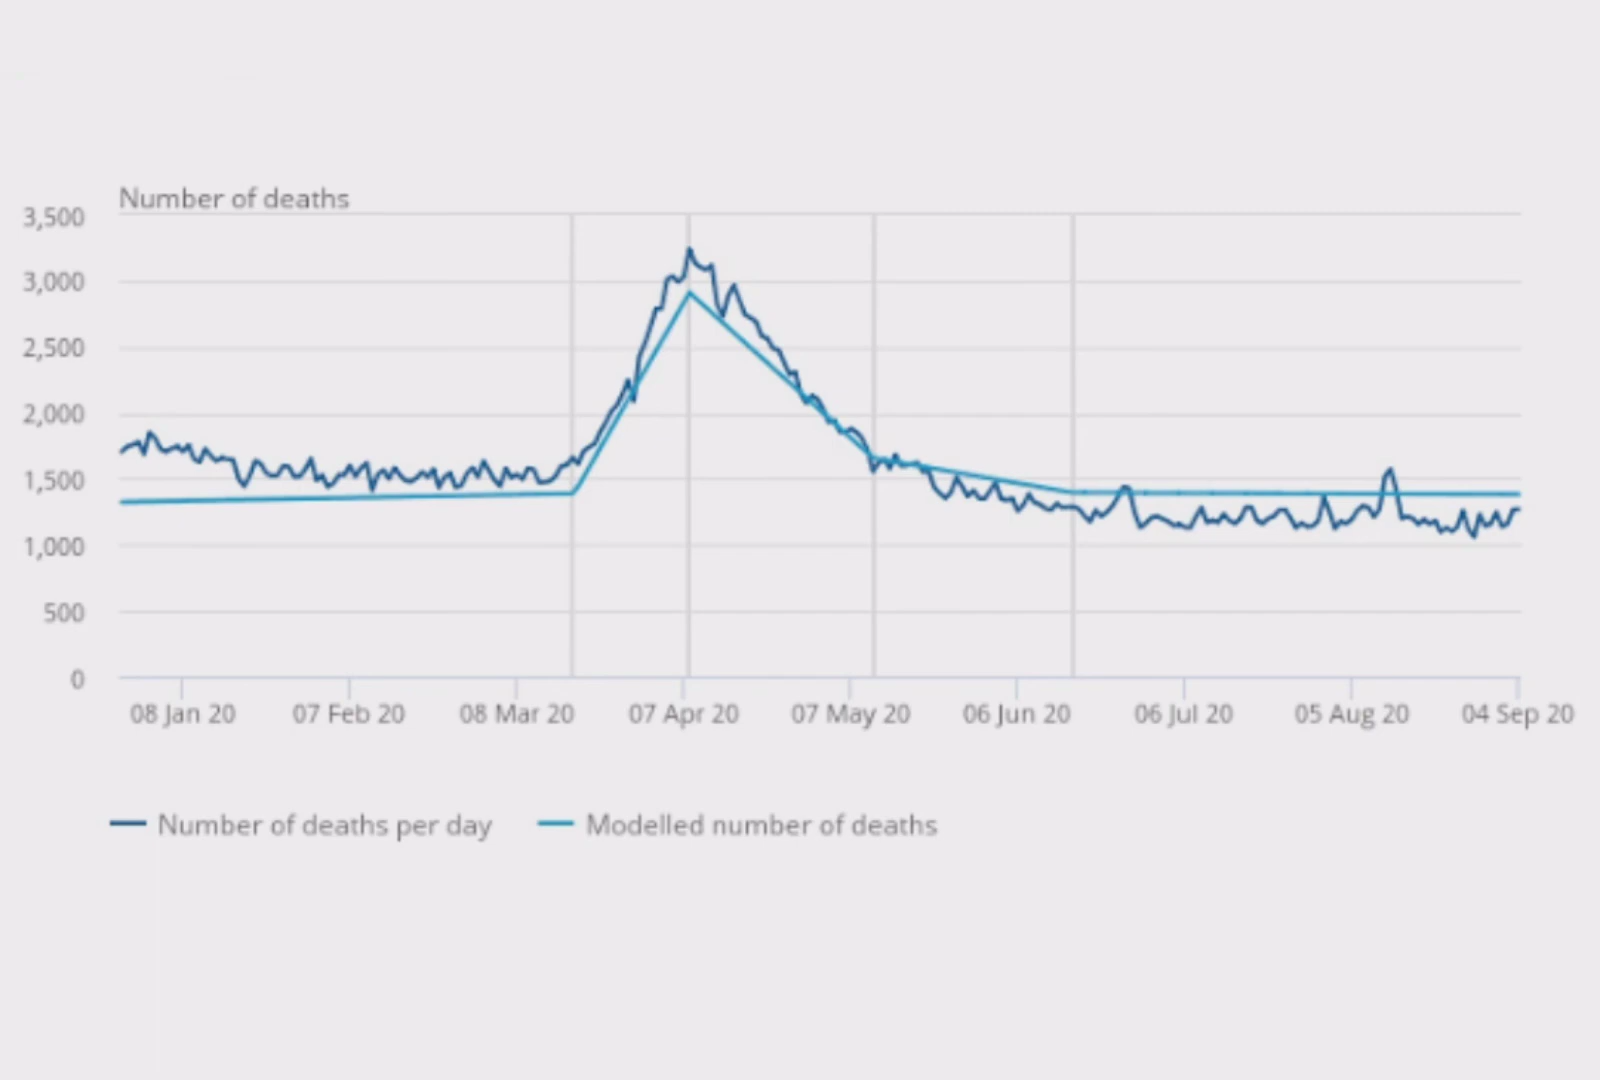 Number of deaths
3,500
3,000
2,500
2,000
1,500
1,000
500
0
08 Jan 20 07 Feb 20 08 Mar 20 07 Apr 20 07 May 20 06 Jun 20 06 Jul 20 05 Aug 20 04 Sep 20
Number of deaths per day Modelled number of deaths